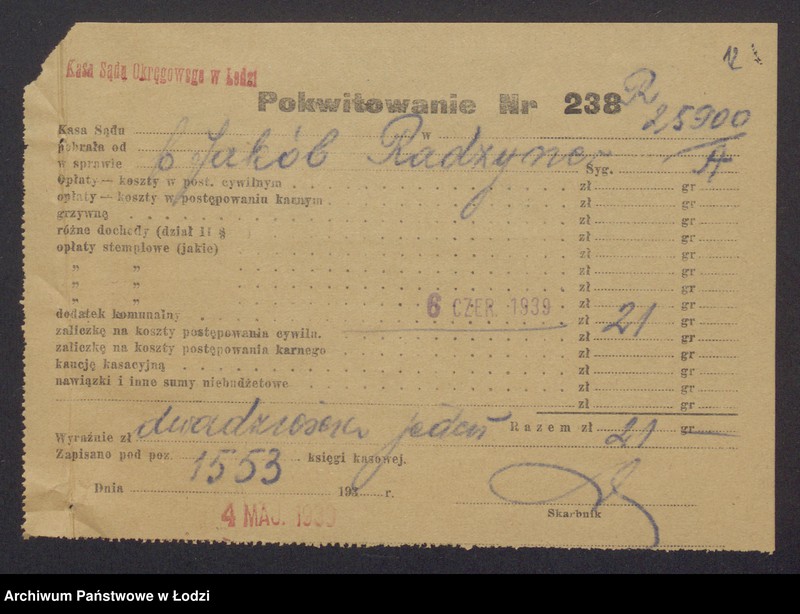 12
Kasa Sądu Okręgowego w Łodzi
Pokwitowanie Nr 238
R 25900
Kasa Sądu w
pobrała od Jakób Radzyner
w sprawie Syg.
Opłaty — koszty w post. cywilnym zł gr
opłaty — koszty w postępowaniu karnym zł gr
grzywnę zł gr
różne dochody (dział 11 § zł gr
opłaty stemplowe (jakie) zł gr
„ „ zł gr
„ „ zł gr
„ „ zł gr
dodatek komunalny 6 CZER. 1939 zł gr
zaliczkę na koszty postępowania cywiln. zł 21 gr
zaliczkę na koszty postępowania karnego zł gr
kaucję kasacyjną zł gr
nawiązki i inne sumy niebudżetowe zł gr
zł gr
Wyraźnie zł dwadzieścia jeden Razem zł 21 gr —
Zapisano pod poz. 1553 księgi kasowej.
Dnia 193 r.
4 MAJ. 1939
Skarbnik
Archiwum Państwowe w Łodzi